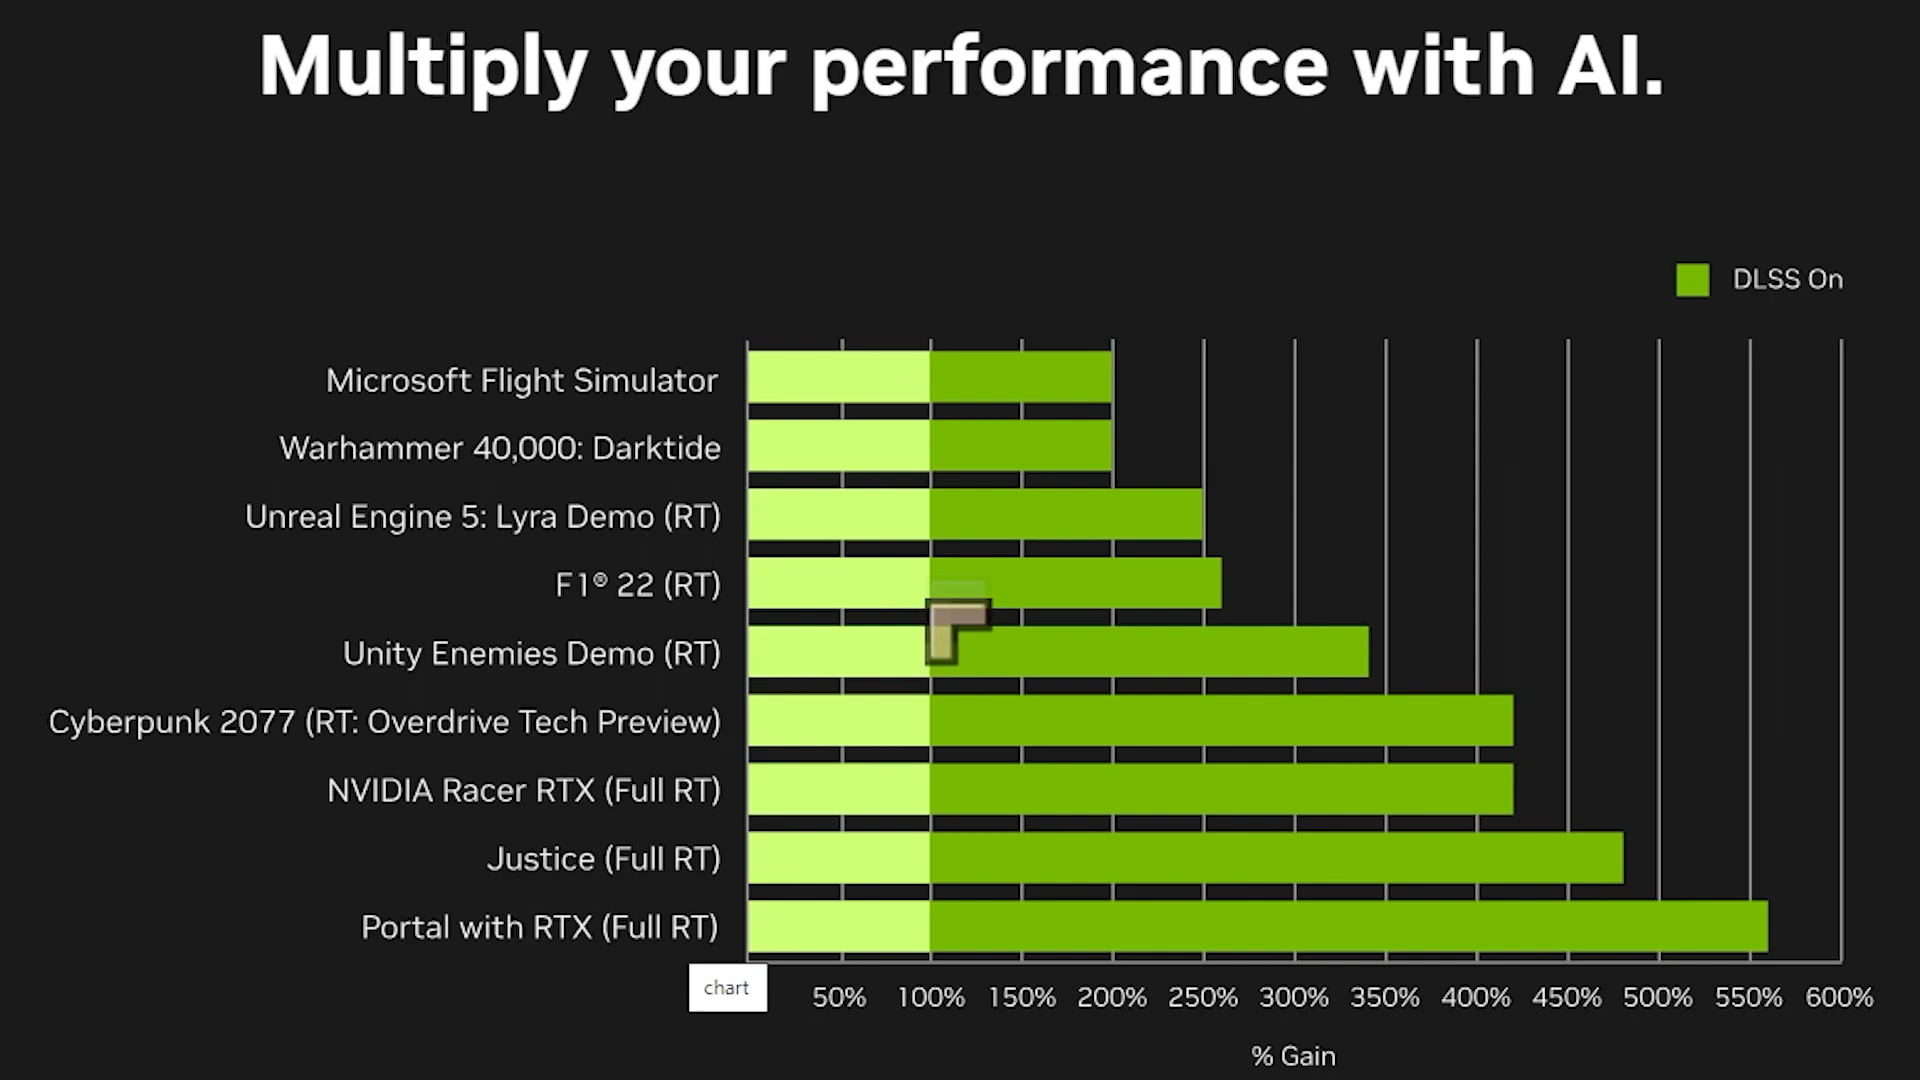 Multiply your performance with AI.
DLSS On
Microsoft Flight Simulator
Warhammer 40,000: Darktide
Unreal Engine 5: Lyra Demo (RT)
F1® 22 (RT)
Unity Enemies Demo (RT)
Cyberpunk 2077 (RT: Overdrive Tech Preview)
NVIDIA Racer RTX (Full RT)
Justice (Full RT)
Portal with RTX (Full RT)
chart
50% 100% 150% 200% 250% 300% 350% 400% 450% 500% 550% 600%
% Gain